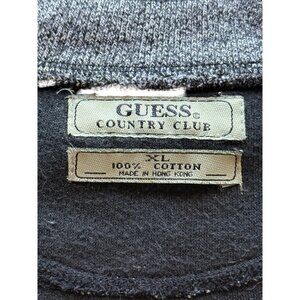 GUESS®
COUNTRY CLUB
XL
100% COTTON
MADE IN HONG KONG